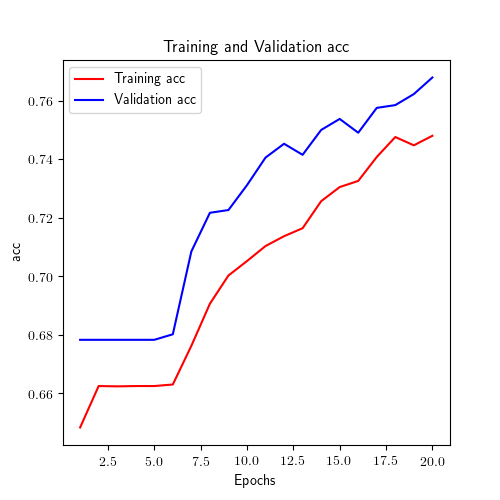 Training and Validation acc
Training acc
Validation acc
0.76
0.74
0.72
0.70
0.68
0.66
acc
2.5 5.0 7.5 10.0 12.5 15.0 17.5 20.0
Epochs